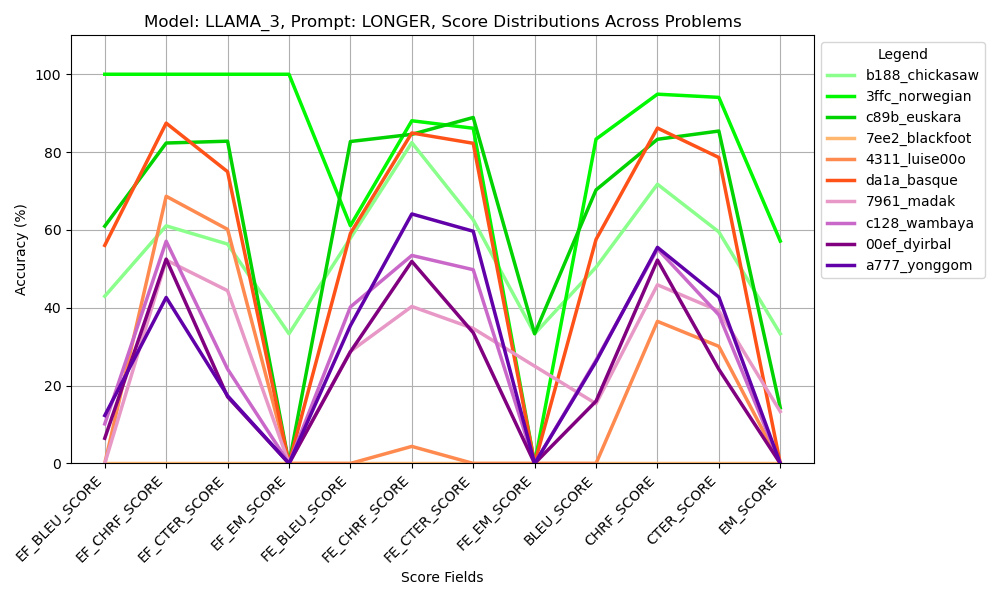 Model: LLAMA_3, Prompt: LONGER, Score Distributions Across Problems
Accuracy (%)
100
80
60
40
20
0
EF_BLEU_SCORE
EF_CHRF_SCORE
EF_CTER_SCORE
EF_EM_SCORE
FE_BLEU_SCORE
FE_CHRF_SCORE
FE_CTER_SCORE
FE_EM_SCORE
BLEU_SCORE
CHRF_SCORE
CTER_SCORE
EM_SCORE
Score Fields
Legend
b188_chickasaw
3ffc_norwegian
c89b_euskara
7ee2_blackfoot
4311_luise00o
da1a_basque
7961_madak
c128_wambaya
00ef_dyirbal
a777_yonggom